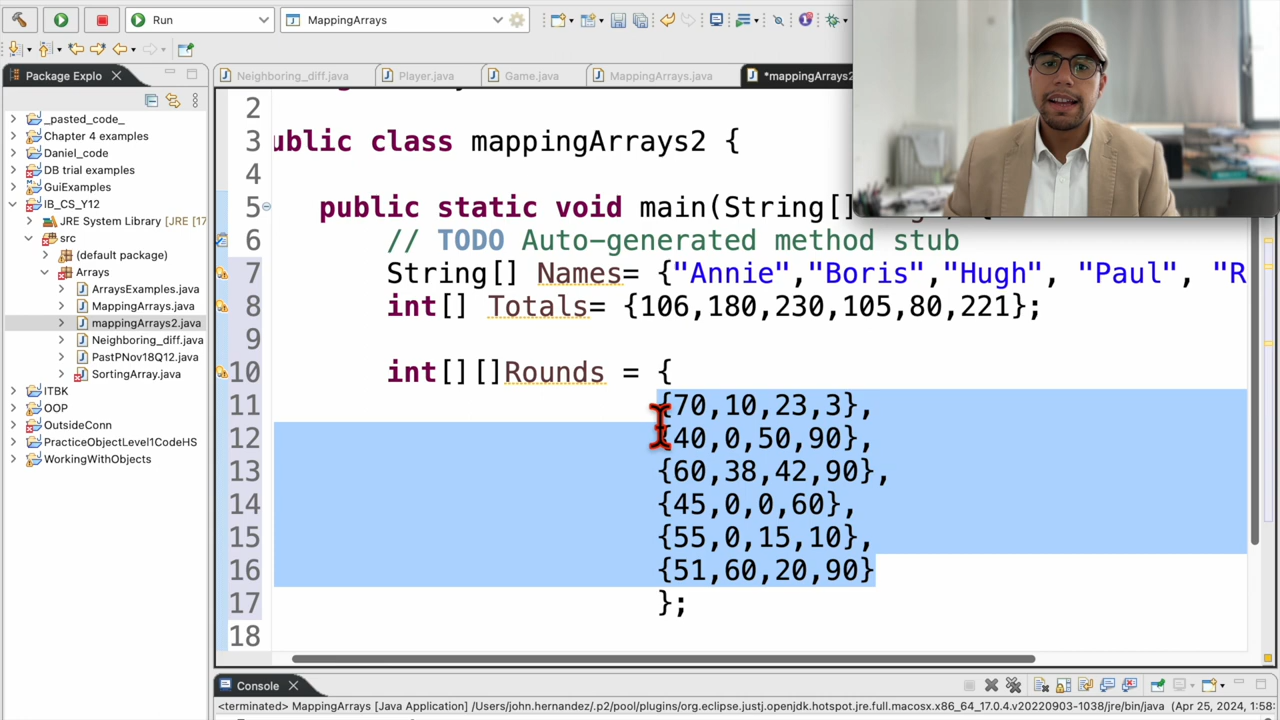 Run
MappingArrays
Package Explo
Neighboring_diff.java
Player.java
Game.java
MappingArrays.java
*mappingArrays2
_pasted_code_
Chapter 4 examples
Daniel_code
DB trial examples
GuiExamples
IB_CS_Y12
JRE System Library [JRE [17
src
(default package)
Arrays
ArraysExamples.java
MappingArrays.java
mappingArrays2.java
Neighboring_diff.java
PastPNov18Q12.java
SortingArray.java
ITBK
OOP
OutsideConn
PracticeObjectLevel1CodeHS
WorkingWithObjects
2
3 ublic class mappingArrays2 {
4
5 public static void main(String[]
6 // TODO Auto-generated method stub
7 String[] Names= {"Annie","Boris","Hugh", "Paul", "R
8 int[] Totals= {106,180,230,105,80,221};
9
10 int[][]Rounds = {
11 {70,10,23,3},
12 {40,0,50,90},
13 {60,38,42,90},
14 {45,0,0,60},
15 {55,0,15,10},
16 {51,60,20,90}
17 };
18
Console
<terminated> MappingArrays [Java Application] /Users/john.hernandez/.p2/pool/plugins/org.eclipse.justj.openjdk.hotspot.jre.full.macosx.x86_64_17.0.4.v20220903-1038/jre/bin/java (Apr 25, 2024, 1:58: